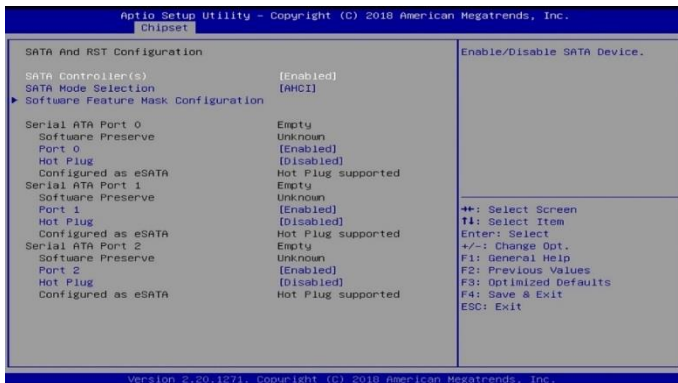 Aptio Setup Utility - Copyright (C) 2018 American Megatrends, Inc.
Chipset
SATA And RST Configuration
Enable/Disable SATA Device.
SATA Controller(s) [Enabled]
SATA Mode Selection [AHCI]
Software Feature Mask Configuration
Serial ATA Port 0 Empty
Software Preserve Unknown
Port 0 [Enabled]
Hot Plug [Disabled]
Configured as eSATA Hot Plug supported
Serial ATA Port 1 Empty
Software Preserve Unknown
Port 1 [Enabled]
Hot Plug [Disabled]
Configured as eSATA Hot Plug supported
Serial ATA Port 2 Empty
Software Preserve Unknown
Port 2 [Enabled]
Hot Plug [Disabled]
Configured as eSATA Hot Plug supported
→←: Select Screen
↑↓: Select Item
Enter: Select
+/-: Change Opt.
F1: General Help
F2: Previous Values
F3: Optimized Defaults
F4: Save & Exit
ESC: Exit
Version 2.20.1271. Copyright (C) 2018 American Megatrends, Inc.